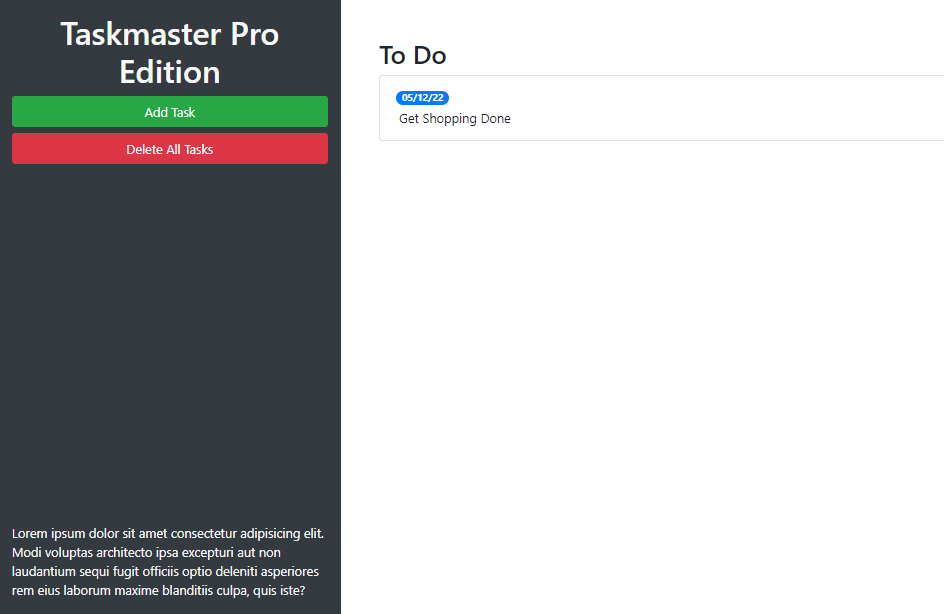 Taskmaster Pro
Edition
Add Task
Delete All Tasks
Lorem ipsum dolor sit amet consectetur adipisicing elit.
Modi voluptas architecto ipsa excepturi aut non
laudantium sequi fugit officiis optio deleniti asperiores
rem eius laborum maxime blanditiis culpa, quis iste?
To Do
05/12/22
Get Shopping Done